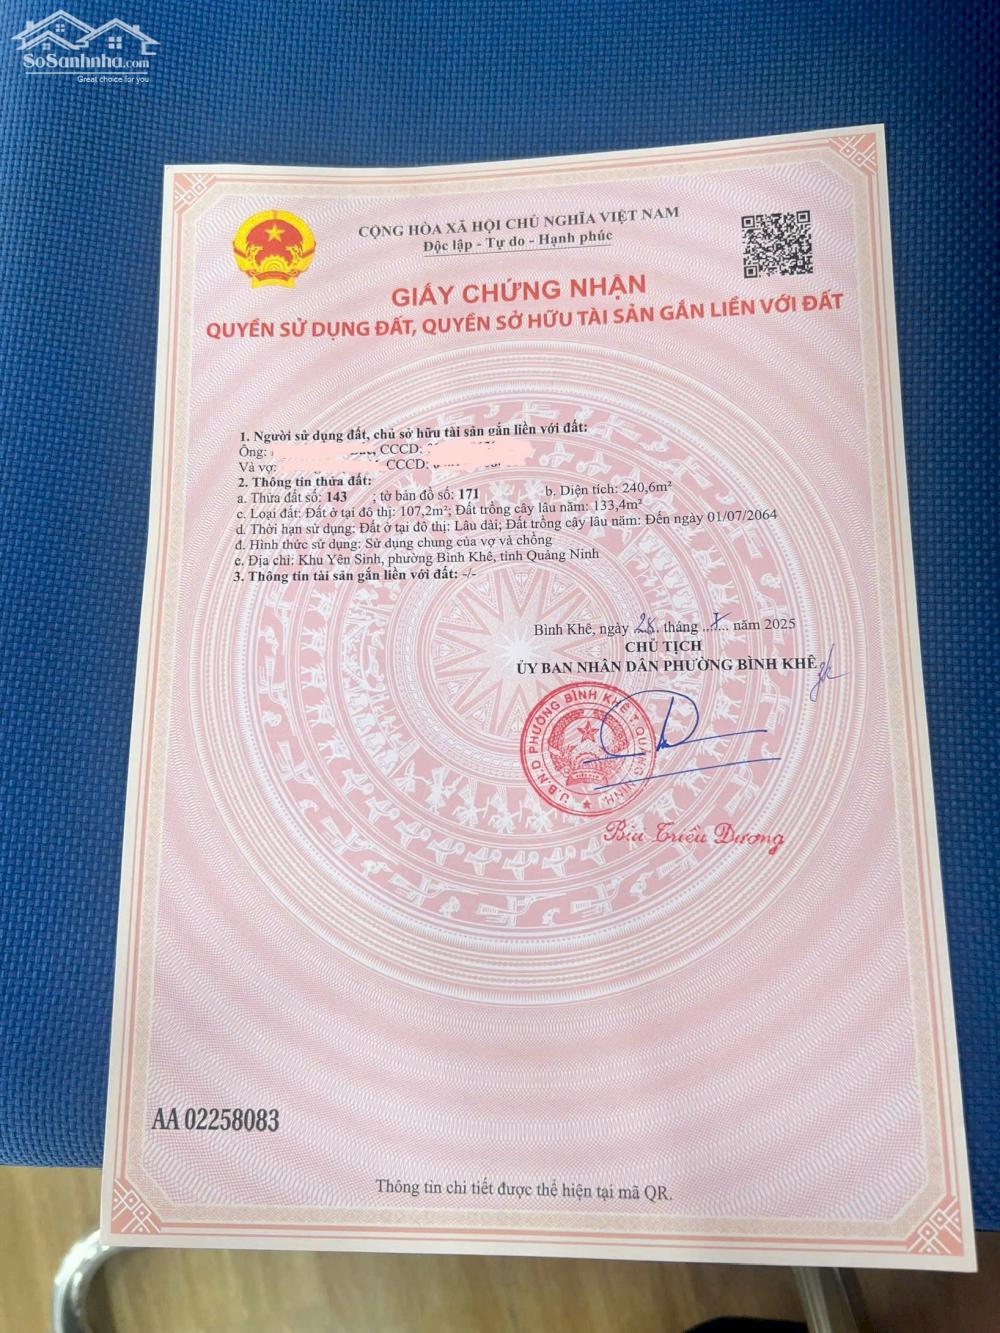 SoSanhnha.com
Great choice for you
CỘNG HÒA XÃ HỘI CHỦ NGHĨA VIỆT NAM
Độc lập - Tự do - Hạnh phúc
GIẤY CHỨNG NHẬN
QUYỀN SỬ DỤNG ĐẤT, QUYỀN SỞ HỮU TÀI SẢN GẮN LIỀN VỚI ĐẤT
1. Người sử dụng đất, chủ sở hữu tài sản gắn liền với đất:
Ông: CCCD:
Và vợ: CCCD:
2. Thông tin thửa đất:
a. Thửa đất số: 143 ; tờ bản đồ số: 171 b. Diện tích: 240,6m²
c. Loại đất: Đất ở tại đô thị: 107,2m²; Đất trồng cây lâu năm: 133,4m²
d. Thời hạn sử dụng: Đất ở tại đô thị: Lâu dài; Đất trồng cây lâu năm: Đến ngày 01/07/2064
đ. Hình thức sử dụng: Sử dụng chung của vợ và chồng
e. Địa chỉ: Khu Yên Sinh, phường Bình Khê, tỉnh Quảng Ninh
3. Thông tin tài sản gắn liền với đất: -/-
Bình Khê, ngày 28 tháng ... năm 2025
CHỦ TỊCH
ỦY BAN NHÂN DÂN PHƯỜNG BÌNH KHÊ
U.B.N.D PHƯỜNG BÌNH KHÊ T. QUẢNG NINH
Bùi Triều Dương
AA 02258083
Thông tin chi tiết được thể hiện tại mã QR.